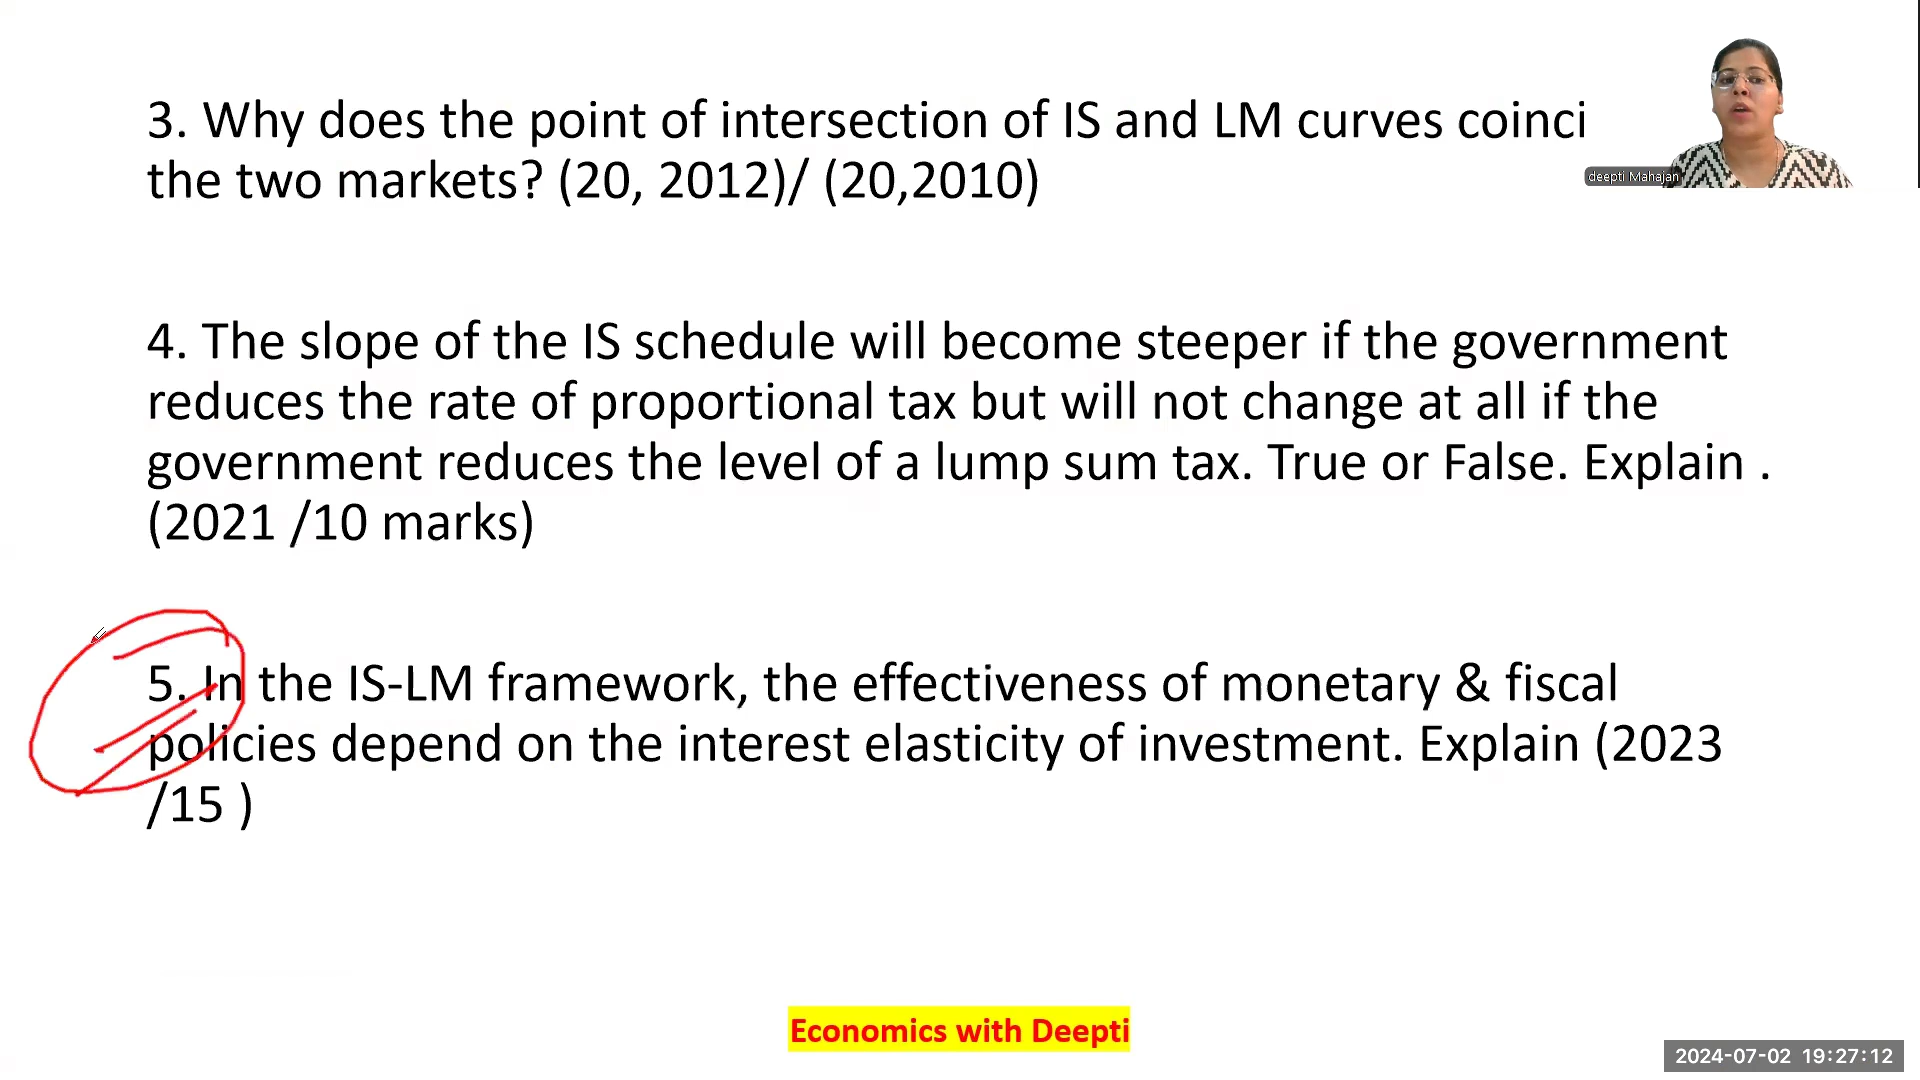 3. Why does the point of intersection of IS and LM curves coinci
the two markets? (20, 2012)/ (20,2010)
deepti Mahajan
4. The slope of the IS schedule will become steeper if the government
reduces the rate of proportional tax but will not change at all if the
government reduces the level of a lump sum tax. True or False. Explain .
(2021 /10 marks)
5. In the IS-LM framework, the effectiveness of monetary & fiscal
policies depend on the interest elasticity of investment. Explain (2023
/15 )
Economics with Deepti
2024-07-02 19:27:12